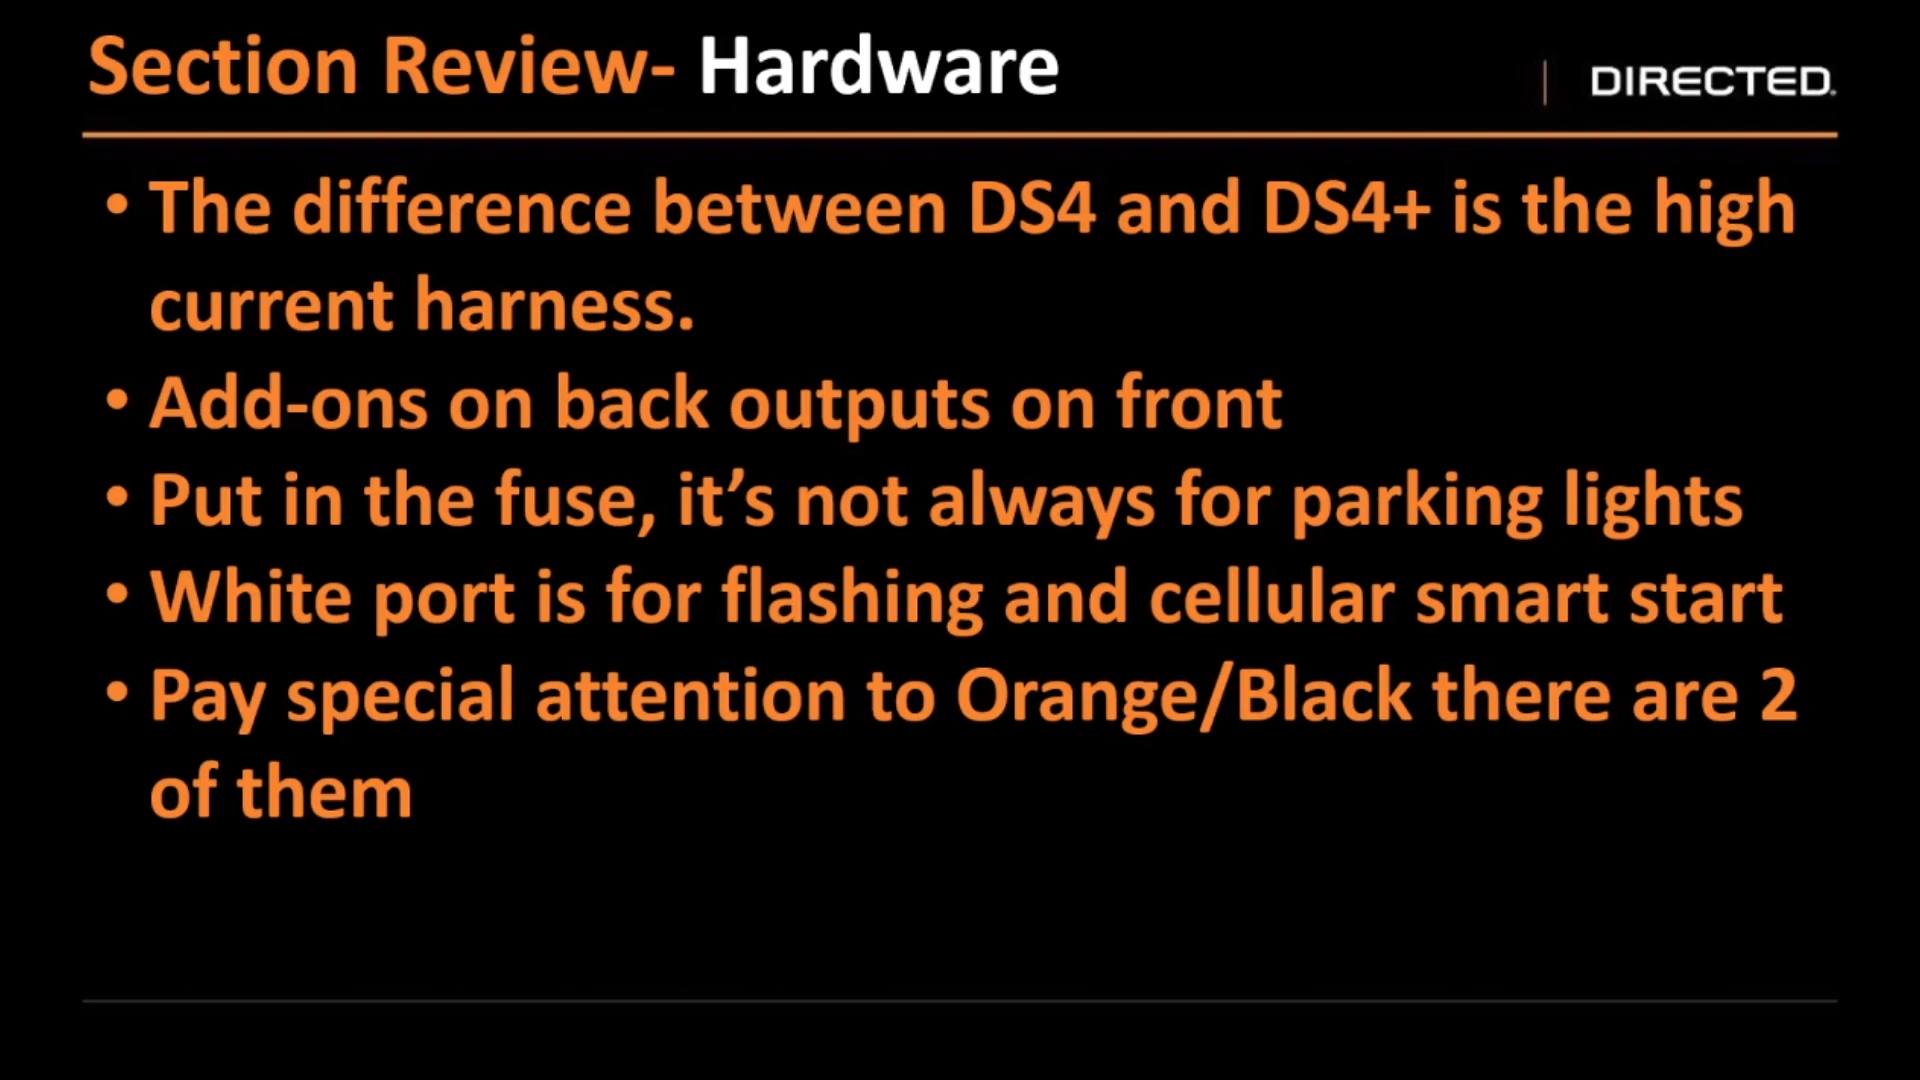 Section Review- Hardware
DIRECTED.
• The difference between DS4 and DS4+ is the high
current harness.
• Add-ons on back outputs on front
• Put in the fuse, it’s not always for parking lights
• White port is for flashing and cellular smart start
• Pay special attention to Orange/Black there are 2
of them